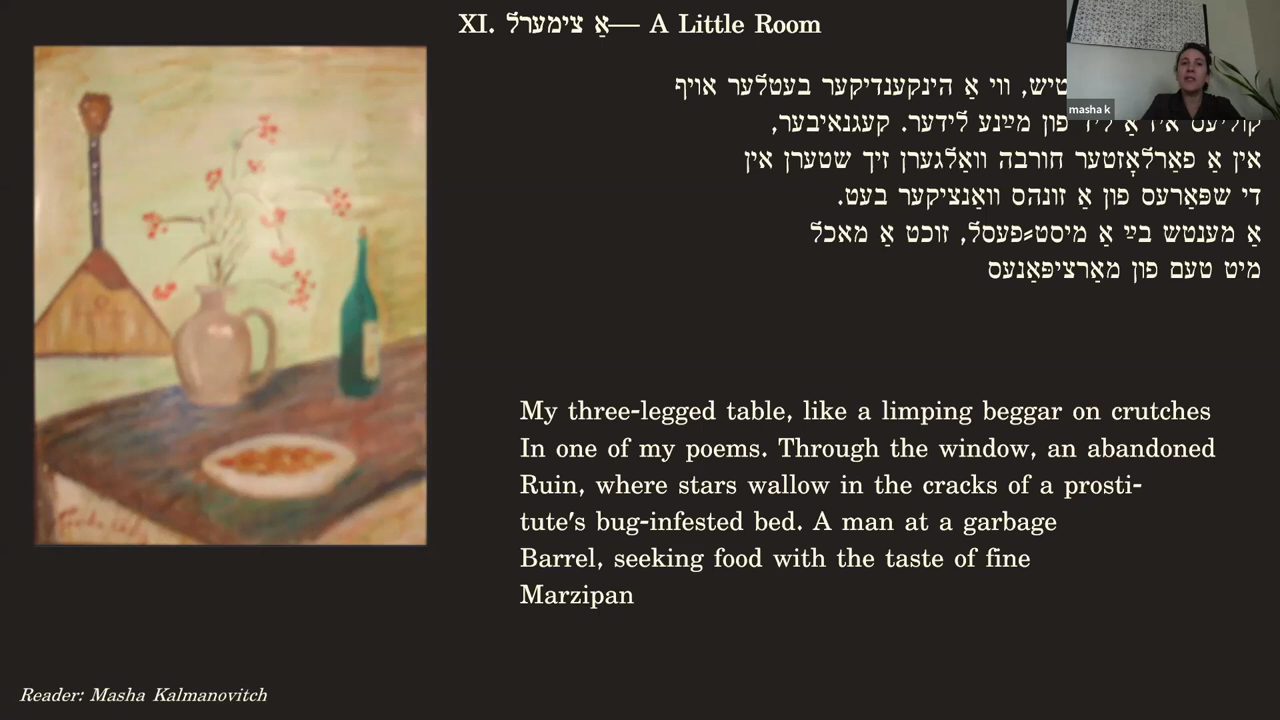 XI. אַ צימערל — A Little Room
masha k
טיש, ווי אַ הינקענדיקער בעטלער אויף
קוליעס אין אַ ליד פון מײַנע לידער. קעגנאיבער,
אין אַ פאַרלאָזטער חורבה וואַלגערן זיך שטערן אין
די שפּאַרעס פון אַ זונהס וואַנציקער בעט.
אַ מענטש בײַ אַ מיסט⸗פעסל, זוכט אַ מאכל
מיט טעם פון מאַרציפּאַנעס
My three-legged table, like a limping beggar on crutches
In one of my poems. Through the window, an abandoned
Ruin, where stars wallow in the cracks of a prosti-
tute's bug-infested bed. A man at a garbage
Barrel, seeking food with the taste of fine
Marzipan
Reader: Masha Kalmanovitch